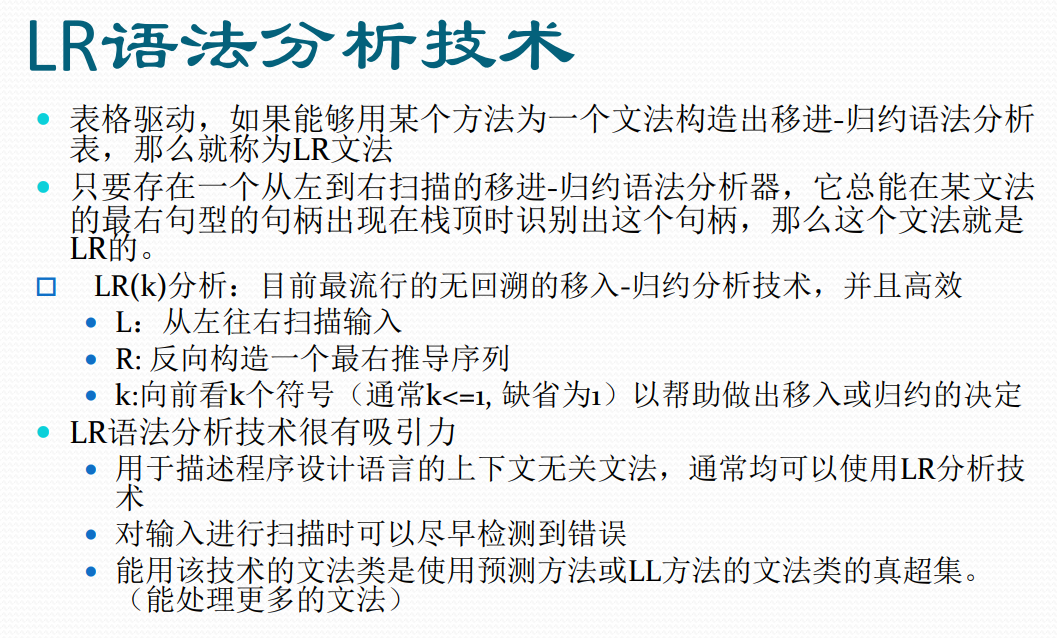 LR语法分析技术
表格驱动，如果能够用某个方法为一个文法构造出移进-归约语法分析
表，那么就称为LR文法
只要存在一个从左到右扫描的移进-归约语法分析器，它总能在某文法
的最右句型的句柄出现在栈顶时识别出这个句柄，那么这个文法就是
LR的。
LR(k)分析：目前最流行的无回溯的移入-归约分析技术，并且高效
L：从左往右扫描输入
R: 反向构造一个最右推导序列
k:向前看k个符号（通常k<=1, 缺省为1）以帮助做出移入或归约的决定
LR语法分析技术很有吸引力
用于描述程序设计语言的上下文无关文法，通常均可以使用LR分析技
术
对输入进行扫描时可以尽早检测到错误
能用该技术的文法类是使用预测方法或LL方法的文法类的真超集。
（能处理更多的文法）